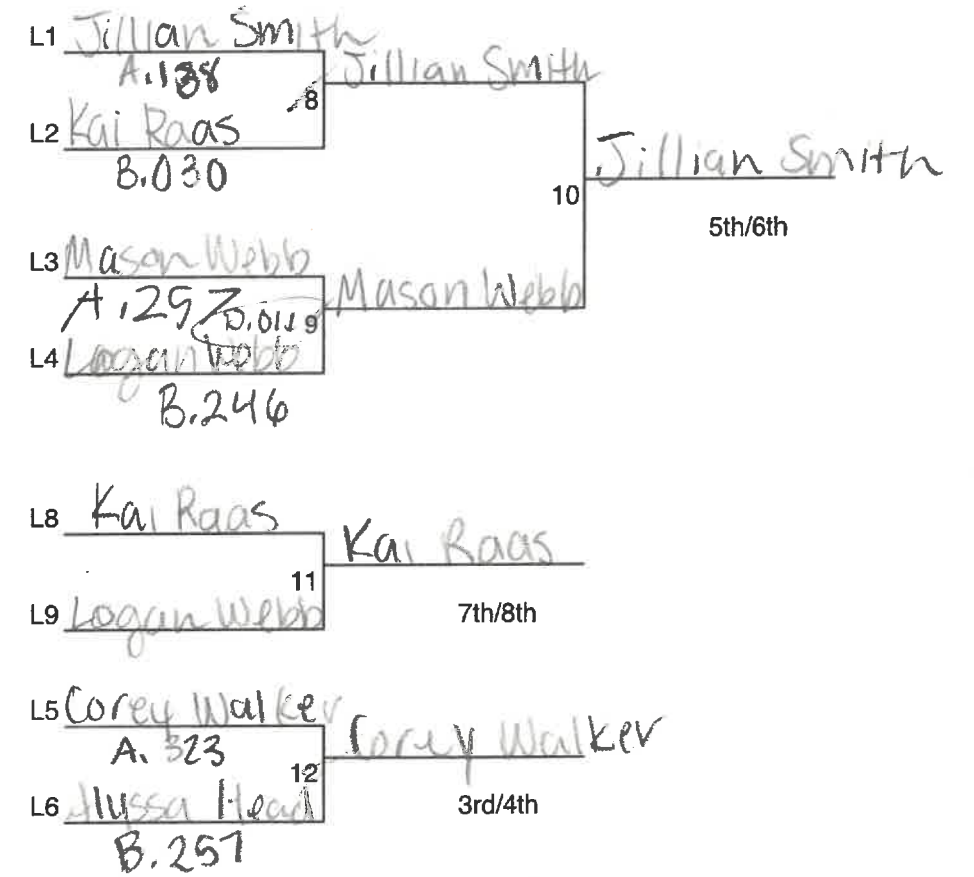 L1 Jillian Smith
A.138
Jillian Smith
8
L2 Kai Raas
B.030
Jillian Smith
10
5th/6th
L3 Mason Webb
A.297
D.011
9
Mason Webb
L4 Logan Webb
B.246
L8 Kai Raas
Kai Raas
11
7th/8th
L9 Logan Webb
L5 Corey Walker
A. 323
Corey Walker
12
3rd/4th
L6 Alyssa Head
B.257